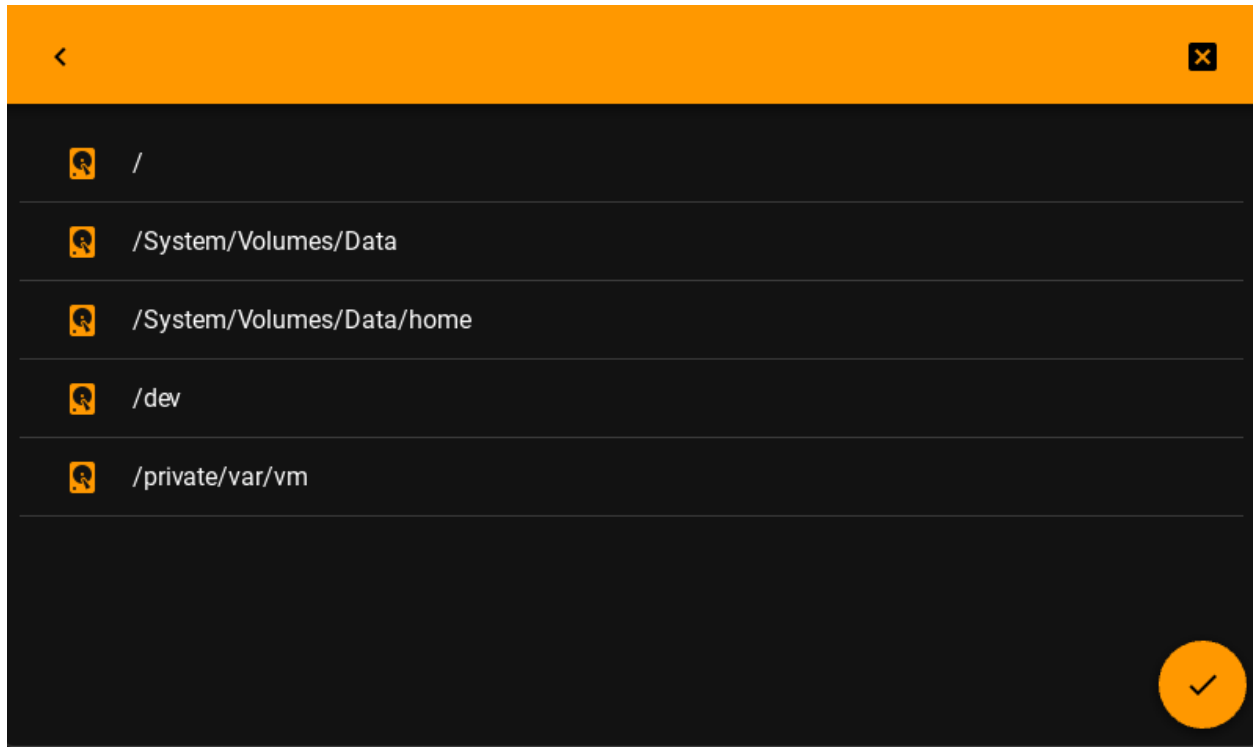 /
/System/Volumes/Data
/System/Volumes/Data/home
/dev
/private/var/vm